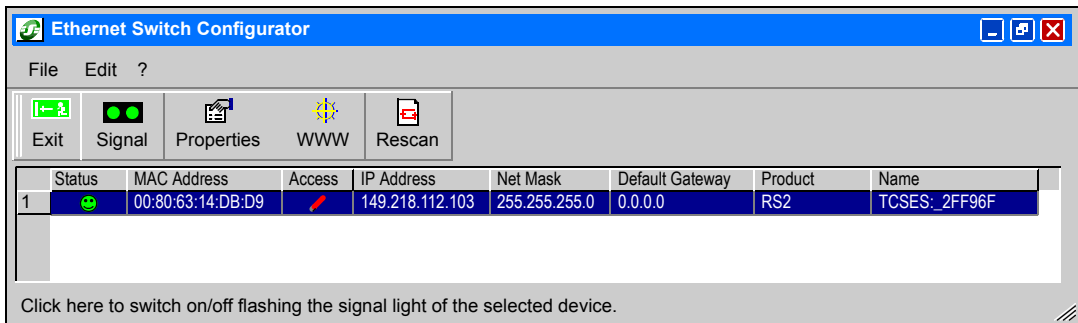 Ethernet Switch Configurator
File Edit ?
Exit Signal Properties WWW Rescan
Status MAC Address Access IP Address Net Mask Default Gateway Product Name
1 00:80:63:14:DB:D9 149.218.112.103 255.255.255.0 0.0.0.0 RS2 TCSES:_2FF96F
Click here to switch on/off flashing the signal light of the selected device.